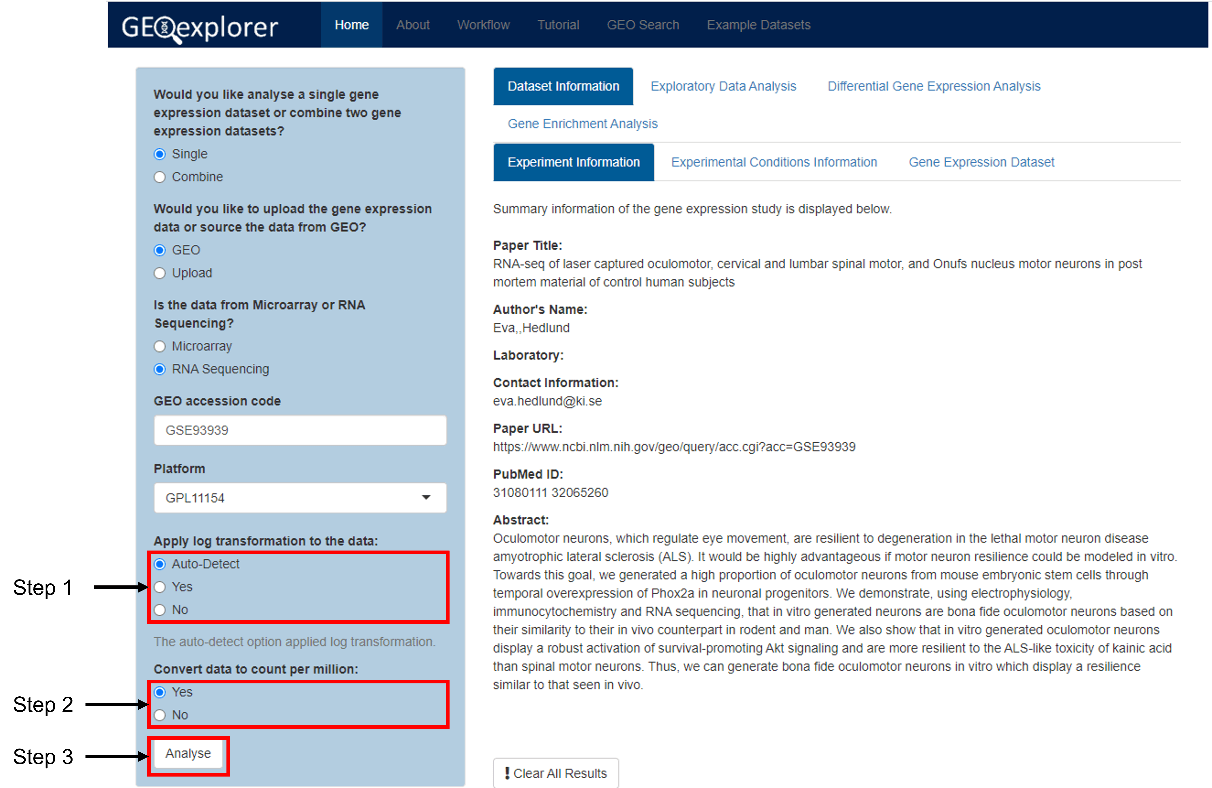 GEOexplorer
Home About Workflow Tutorial GEO Search Example Datasets
Would you like analyse a single gene
expression dataset or combine two gene
expression datasets?
Single
Combine
Would you like to upload the gene expression
data or source the data from GEO?
GEO
Upload
Is the data from Microarray or RNA
Sequencing?
Microarray
RNA Sequencing
GEO accession code
GSE93939
Platform
GPL11154
Apply log transformation to the data:
Step 1
Auto-Detect
Yes
No
The auto-detect option applied log transformation.
Convert data to count per million:
Step 2
Yes
No
Step 3
Analyse
Dataset Information Exploratory Data Analysis Differential Gene Expression Analysis
Gene Enrichment Analysis
Experiment Information Experimental Conditions Information Gene Expression Dataset
Summary information of the gene expression study is displayed below.
Paper Title:
RNA-seq of laser captured oculomotor, cervical and lumbar spinal motor, and Onufs nucleus motor neurons in post
mortem material of control human subjects
Author's Name:
Eva,,Hedlund
Laboratory:
Contact Information:
eva.hedlund@ki.se
Paper URL:
https://www.ncbi.nlm.nih.gov/geo/query/acc.cgi?acc=GSE93939
PubMed ID:
31080111 32065260
Abstract:
Oculomotor neurons, which regulate eye movement, are resilient to degeneration in the lethal motor neuron disease
amyotrophic lateral sclerosis (ALS). It would be highly advantageous if motor neuron resilience could be modeled in vitro.
Towards this goal, we generated a high proportion of oculomotor neurons from mouse embryonic stem cells through
temporal overexpression of Phox2a in neuronal progenitors. We demonstrate, using electrophysiology,
immunocytochemistry and RNA sequencing, that in vitro generated neurons are bona fide oculomotor neurons based on
their similarity to their in vivo counterpart in rodent and man. We also show that in vitro generated oculomotor neurons
display a robust activation of survival-promoting Akt signaling and are more resilient to the ALS-like toxicity of kainic acid
than spinal motor neurons. Thus, we can generate bona fide oculomotor neurons in vitro which display a resilience
similar to that seen in vivo.
! Clear All Results